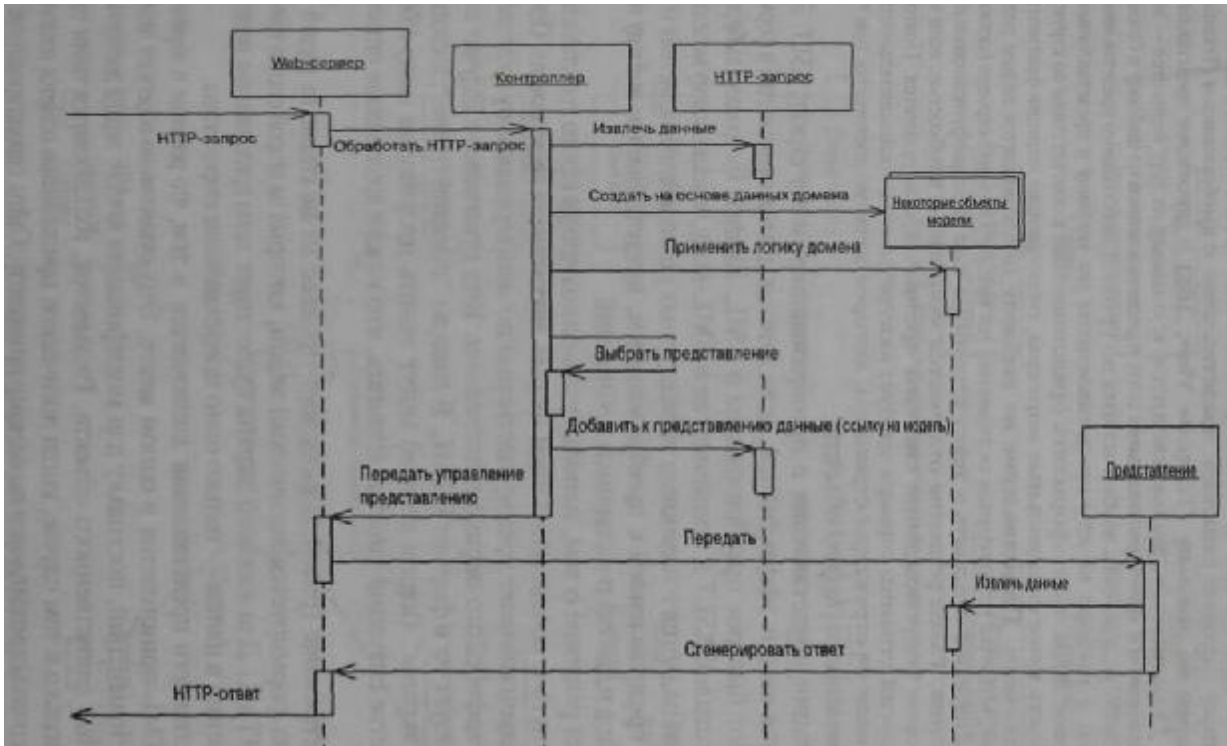 Web-сервер
Контроллер
HTTP-запрос
HTTP-запрос
Обработать HTTP-запрос
Извлечь данные
Создать на основе данных домена
Некоторые объекты
модели
Применить логику домена
Выбрать представление
Добавить к представлению данные (ссылку на модель)
Представление
Передать управление
представлению
Передать
Извлечь данные
Сгенерировать ответ
HTTP-ответ